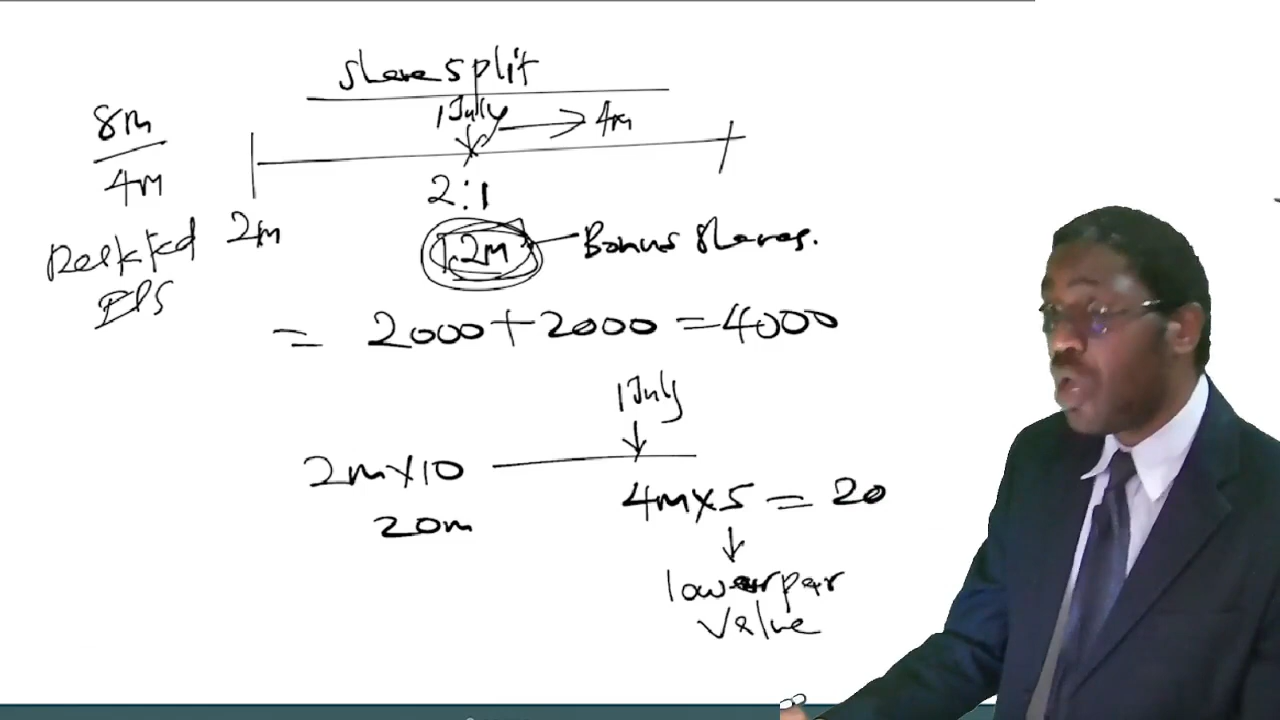 share split
1 July
4m
8m
4m
2:1
Restated EPS
2m
2m Bonus shares.
= 2000 + 2000 = 4000
1 July
2m x 10
4m x 5 = 20
20m
lower par
value